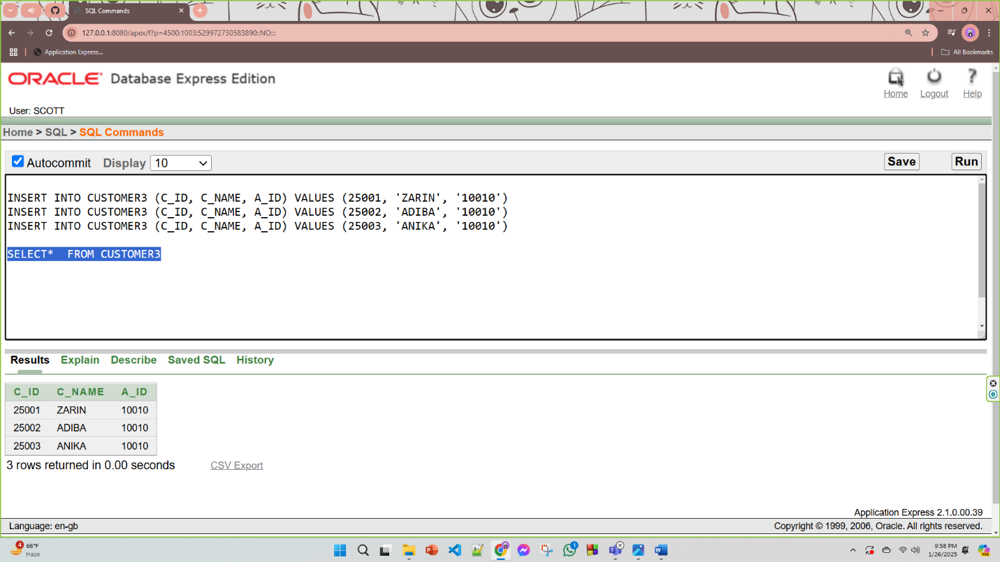 SQL Commands
127.0.0.1:8080/apex/f?p=4500:1003:529972730583890::NO:::
Application Express...
All Bookmarks
ORACLE Database Express Edition
Home Logout Help
User: SCOTT
Home > SQL > SQL Commands
Autocommit Display 10 Save Run
INSERT INTO CUSTOMER3 (C_ID, C_NAME, A_ID) VALUES (25001, 'ZARIN', '10010')
INSERT INTO CUSTOMER3 (C_ID, C_NAME, A_ID) VALUES (25002, 'ADIBA', '10010')
INSERT INTO CUSTOMER3 (C_ID, C_NAME, A_ID) VALUES (25003, 'ANIKA', '10010')
SELECT*  FROM CUSTOMER3
Results Explain Describe Saved SQL History
C_ID C_NAME A_ID
25001 ZARIN 10010
25002 ADIBA 10010
25003 ANIKA 10010
3 rows returned in 0.00 seconds CSV Export
Application Express 2.1.0.00.39
Language: en-gb Copyright © 1999, 2006, Oracle. All rights reserved.
4 66°F
Haze
1
9:58 PM
1/26/2025
PRE